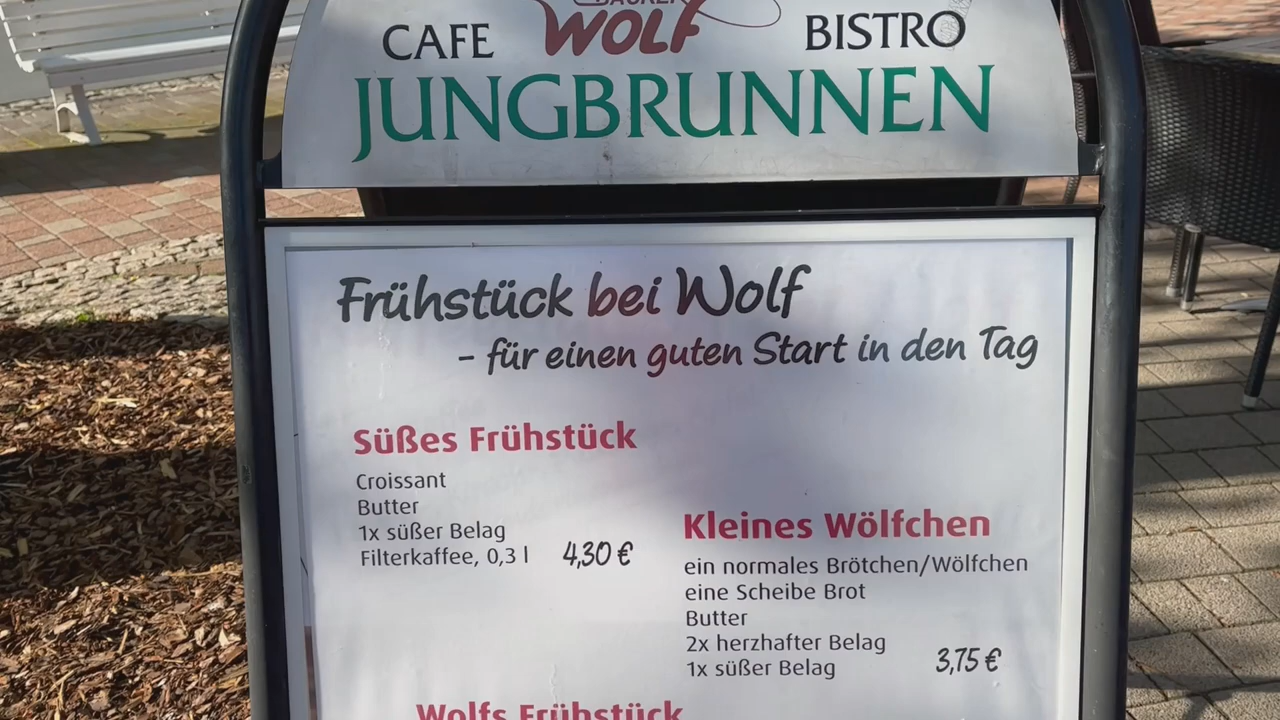 CAFE WOLF BISTRO
JUNGBRUNNEN
Frühstück bei Wolf
- für einen guten Start in den Tag
Süßes Frühstück
Croissant
Butter
1x süßer Belag
Filterkaffee, 0,3 l 4,30 €
Kleines Wölfchen
ein normales Brötchen/Wölfchen
eine Scheibe Brot
Butter
2x herzhafter Belag
1x süßer Belag 3,75 €
Wolfs Frühstück